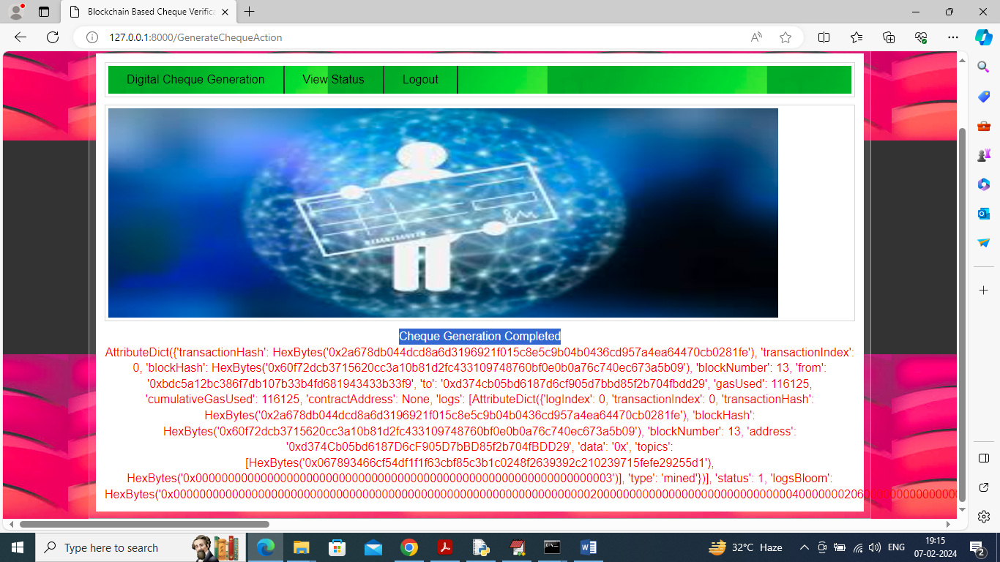 Blockchain Based Cheque Verifica
127.0.0.1:8000/GenerateChequeAction
Digital Cheque Generation
View Status
Logout
Cheque Generation Completed
AttributeDict({'transactionHash': HexBytes('0x2a678db044dcd8a6d3196921f015c8e5c9b04b0436cd957a4ea64470cb0281fe'), 'transactionIndex':
0, 'blockHash': HexBytes('0x60f72dcb3715620cc3a10b81d2fc433109748760bf0e0b0a76c740ec673a5b09'), 'blockNumber': 13, 'from':
'0xbdc5a12bc386f7db107b33b4fd681943433b33f9', 'to': '0xd374cb05bd6187d6cf905d7bbd85f2b704fbdd29', 'gasUsed': 116125,
'cumulativeGasUsed': 116125, 'contractAddress': None, 'logs': [AttributeDict({'logIndex': 0, 'transactionIndex': 0, 'transactionHash':
HexBytes('0x2a678db044dcd8a6d3196921f015c8e5c9b04b0436cd957a4ea64470cb0281fe'), 'blockHash':
HexBytes('0x60f72dcb3715620cc3a10b81d2fc433109748760bf0e0b0a76c740ec673a5b09'), 'blockNumber': 13, 'address':
'0xd374Cb05bd6187D6cF905D7bBD85f2b704fBDD29', 'data': '0x', 'topics':
[HexBytes('0x067893466cf54df1f1f63cbf85c3b1c0248f2639392c210239715fefe29255d1'),
HexBytes('0x0000000000000000000000000000000000000000000000000000000000000003')], 'type': 'mined'})], 'status': 1, 'logsBloom':
Type here to search
32°C Haze
ENG
19:15
07-02-2024
2